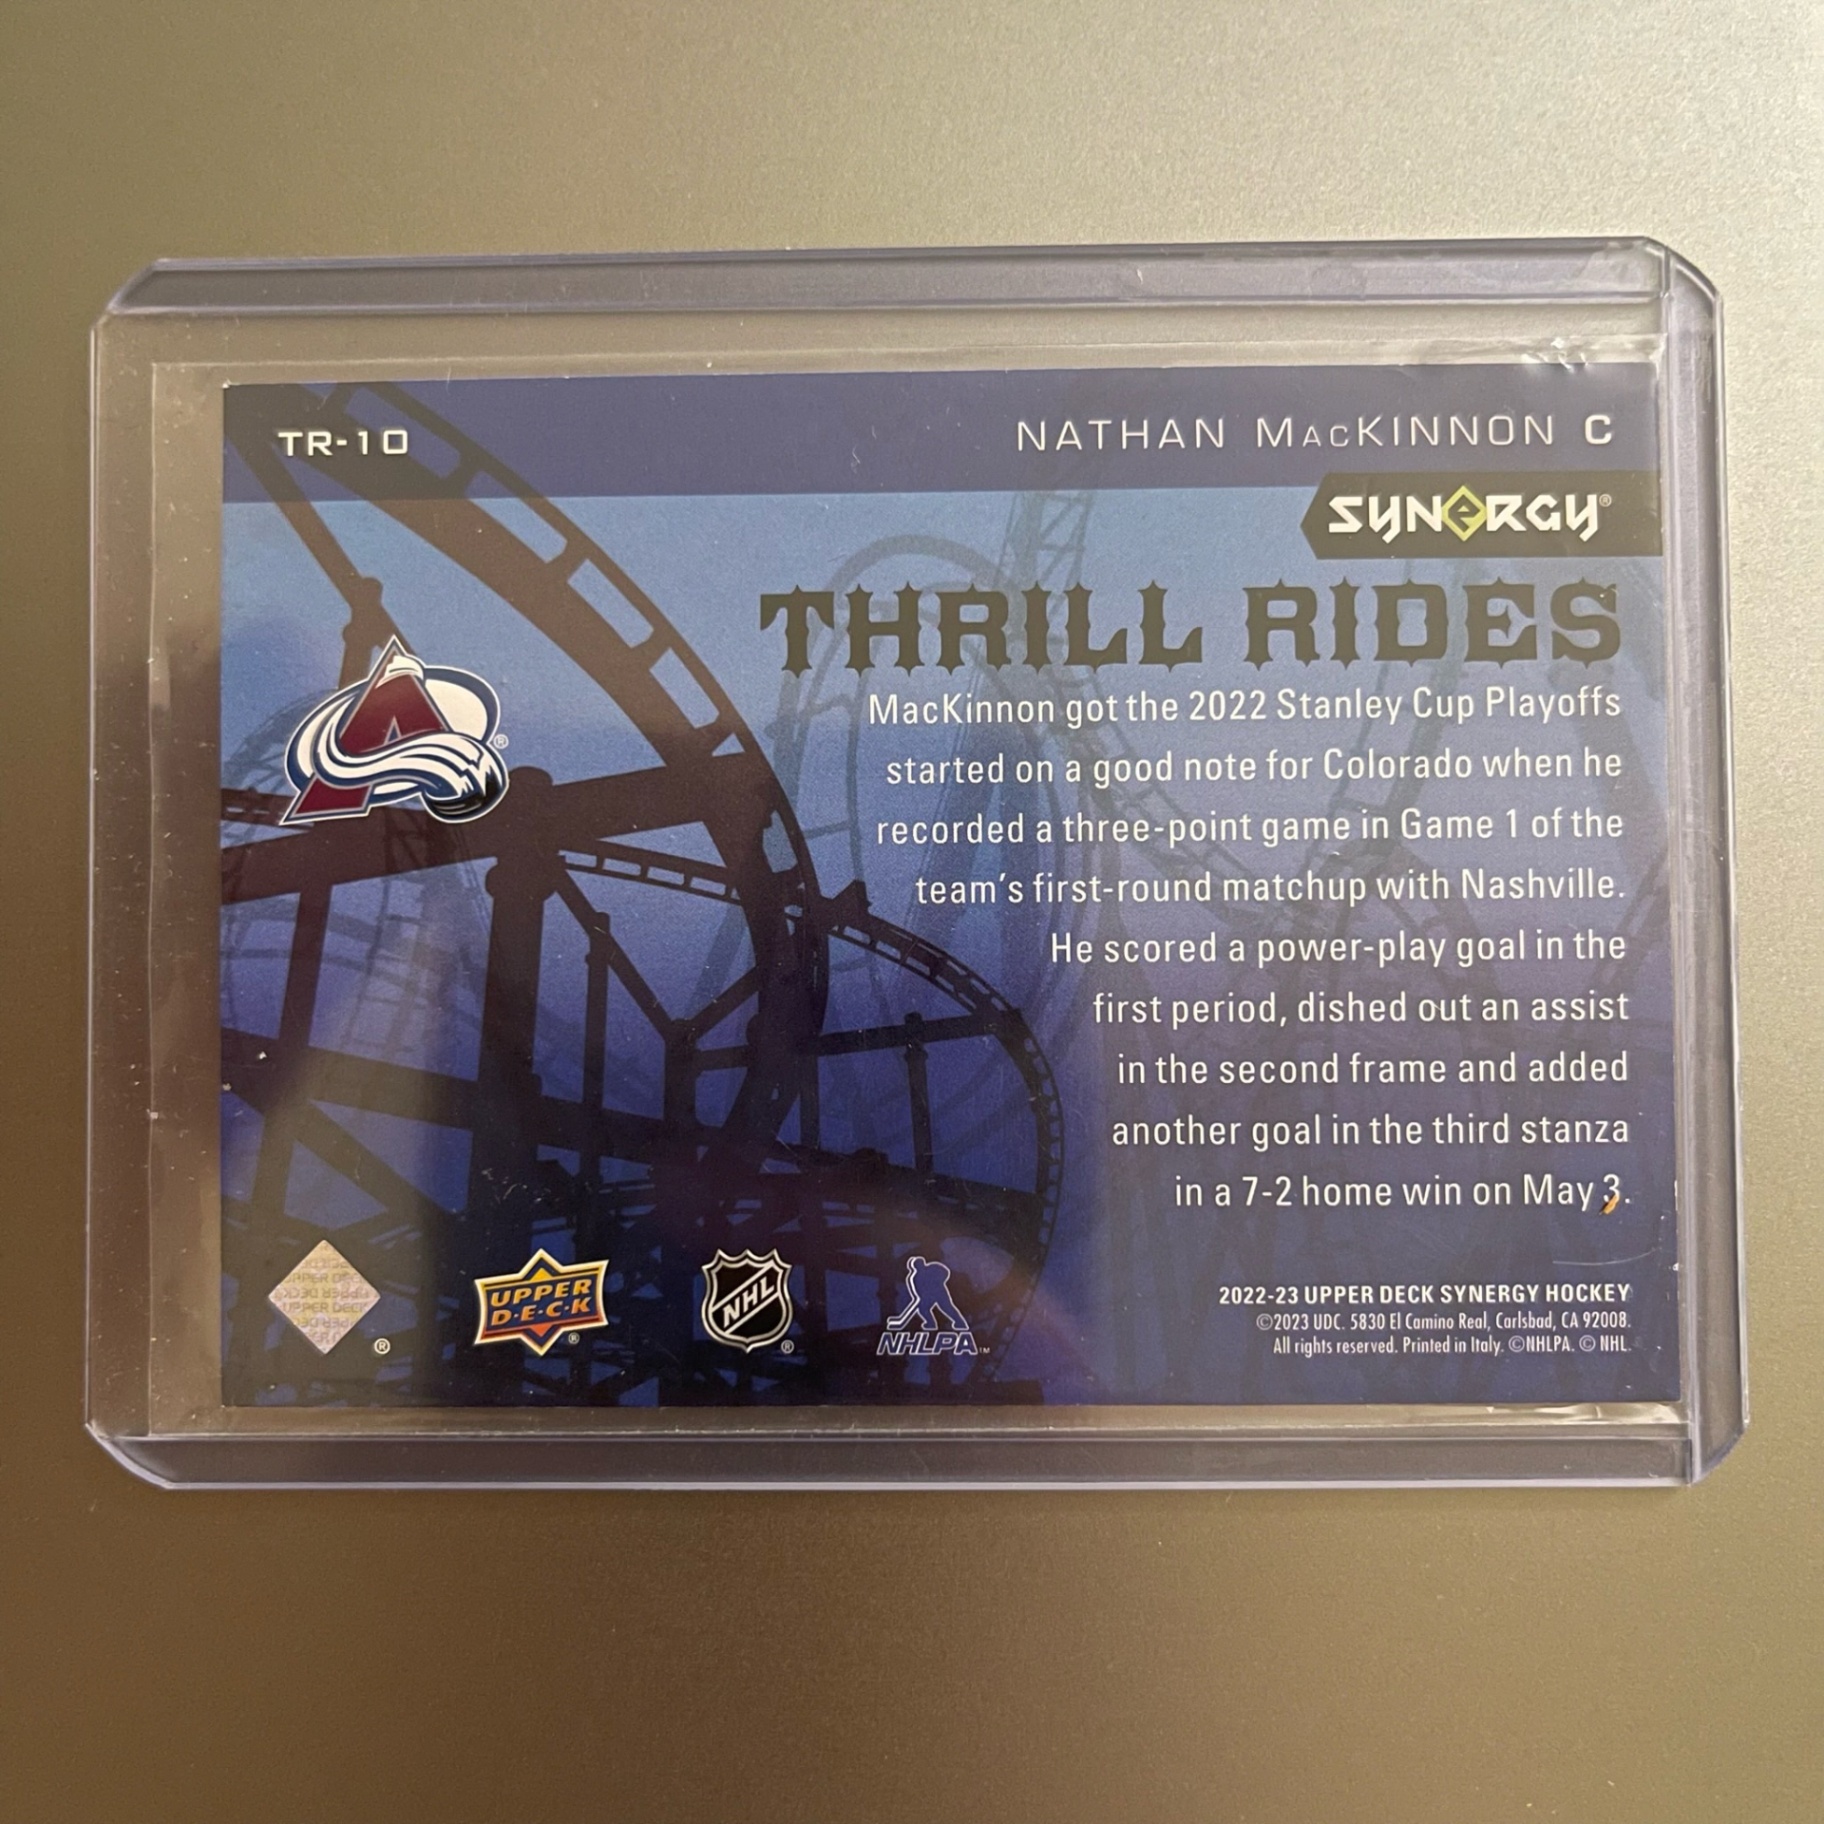 TR-10
NATHAN MacKINNON C
SYNERGY®
THRILL RIDES
MacKinnon got the 2022 Stanley Cup Playoffs
started on a good note for Colorado when he
recorded a three-point game in Game 1 of the
team's first-round matchup with Nashville.
He scored a power-play goal in the
first period, dished out an assist
in the second frame and added
another goal in the third stanza
in a 7-2 home win on May 3.
UPPER
D·E·C·K
NHL
NHLPA™
2022-23 UPPER DECK SYNERGY HOCKEY
©2023 UDC. 5830 El Camino Real, Carlsbad, CA 92008.
All rights reserved. Printed in Italy. ©NHLPA. © NHL.